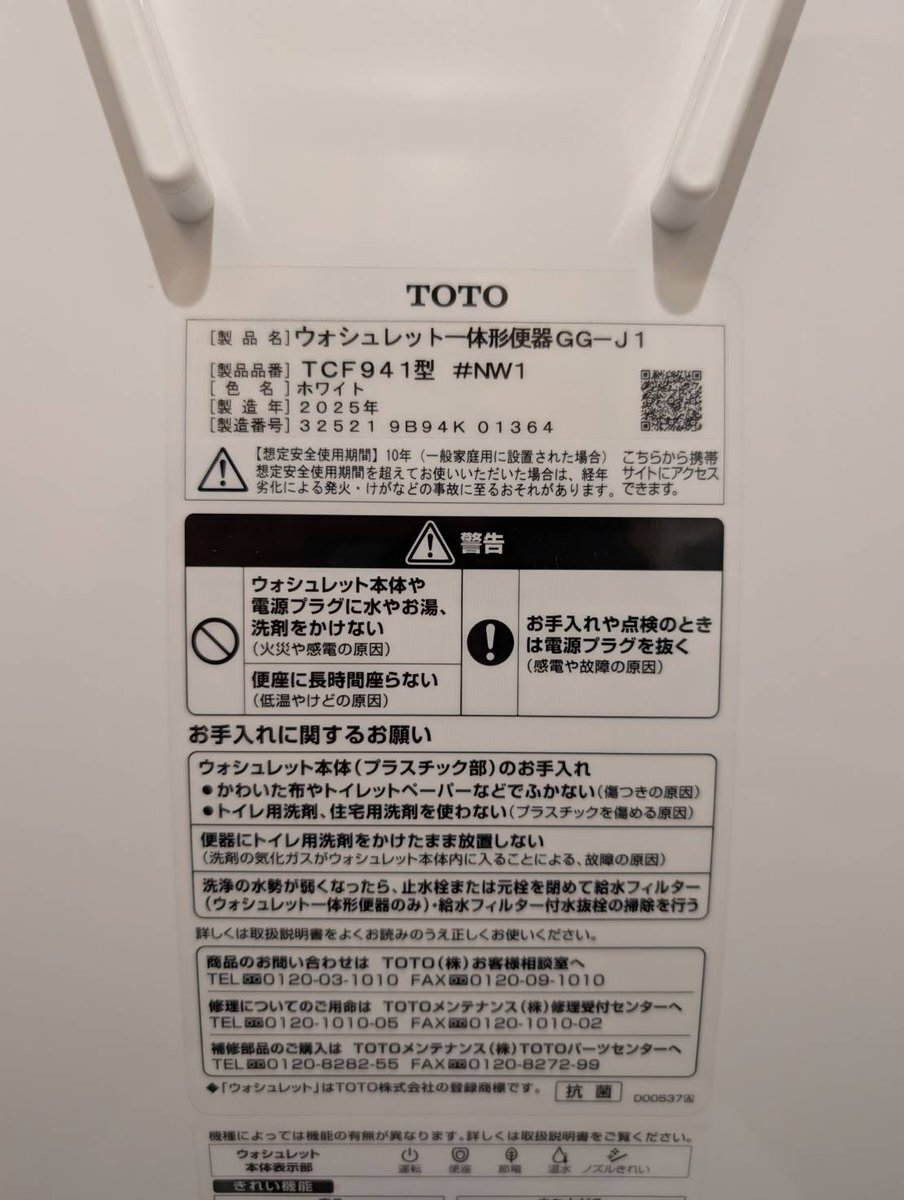 TOTO
[製品名]ウォシュレット一体形便器GG-J1
[製品品番] TCF941型 #NW1
[色名]ホワイト
[製造年]2025年
[製造番号]32521 9B94K 01364
【想定安全使用期間】10年(一般家庭用に設置された場合)
想定安全使用期間を超えてお使いいただいた場合は、経年
劣化による発火・けがなどの事故に至るおそれがあります。
こちらから携帯
サイトにアクセス
できます。
警告
ウォシュレット本体や
電源プラグに水やお湯、
洗剤をかけない
(火災や感電の原因)
便座に長時間座らない
(低温やけどの原因)
お手入れや点検のとき
は電源プラグを抜く
(感電や故障の原因)
お手入れに関するお願い
ウォシュレット本体(プラスチック部)のお手入れ
●かわいた布やトイレットペーパーなどでふかない(傷つきの原因)
●トイレ用洗剤、住宅用洗剤を使わない(プラスチックを傷める原因)
便器にトイレ用洗剤をかけたまま放置しない
(洗剤の気化ガスがウォシュレット本体内に入ることによる、故障の原因)
洗浄の水勢が弱くなったら、止水栓または元栓を閉めて給水フィルター
(ウォシュレット一体形便器のみ)・給水フィルター付水抜栓の掃除を行う
詳しくは取扱説明書をよくお読みのうえ正しくお使いください。
商品のお問い合わせは TOTO(株)お客様相談室へ
TEL 0120-03-1010 FAX 0120-09-1010
修理についてのご用命は TOTOメンテナンス(株)修理受付センターへ
TEL 0120-1010-05 FAX 0120-1010-02
補修部品のご購入は TOTOメンテナンス(株)TOTOパーツセンターへ
TEL 0120-8282-55 FAX 0120-8272-99
◆「ウォシュレット」はTOTO株式会社の登録商標です。
抗菌
D00537Ⓐ
機種によっては機能の有無が異なります。詳しくは取扱説明書をご覧ください。
ウォシュレット
本体表示部
運転 便座 節電 温水 ノズルきれい
きれい機能